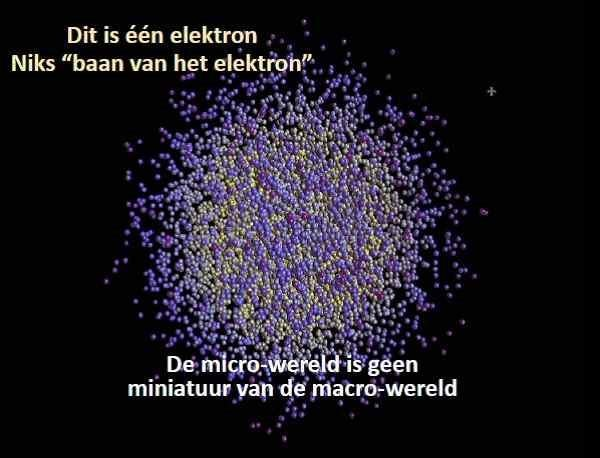 Dit is één elektron
Niks “baan van het elektron”
De micro-wereld is geen
miniatuur van de macro-wereld